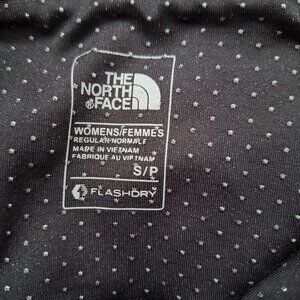 THE
NORTH
FACE
WOMENS/FEMMES
REGULAR/NORMALE
MADE IN VIETNAM
FABRIQUE AU VIETNAM
S/P
FLASHDRY